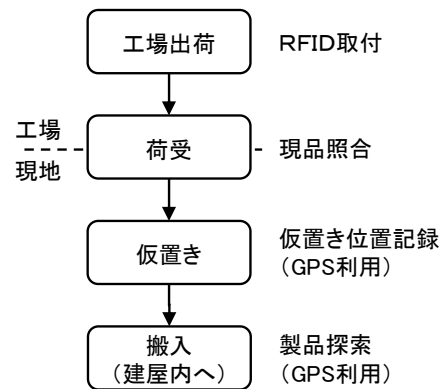 工場出荷 RFID取付
工場
荷受 現品照合
現地
仮置き 仮置き位置記録
（GPS利用）
搬入 製品探索
（建屋内へ） （GPS利用）